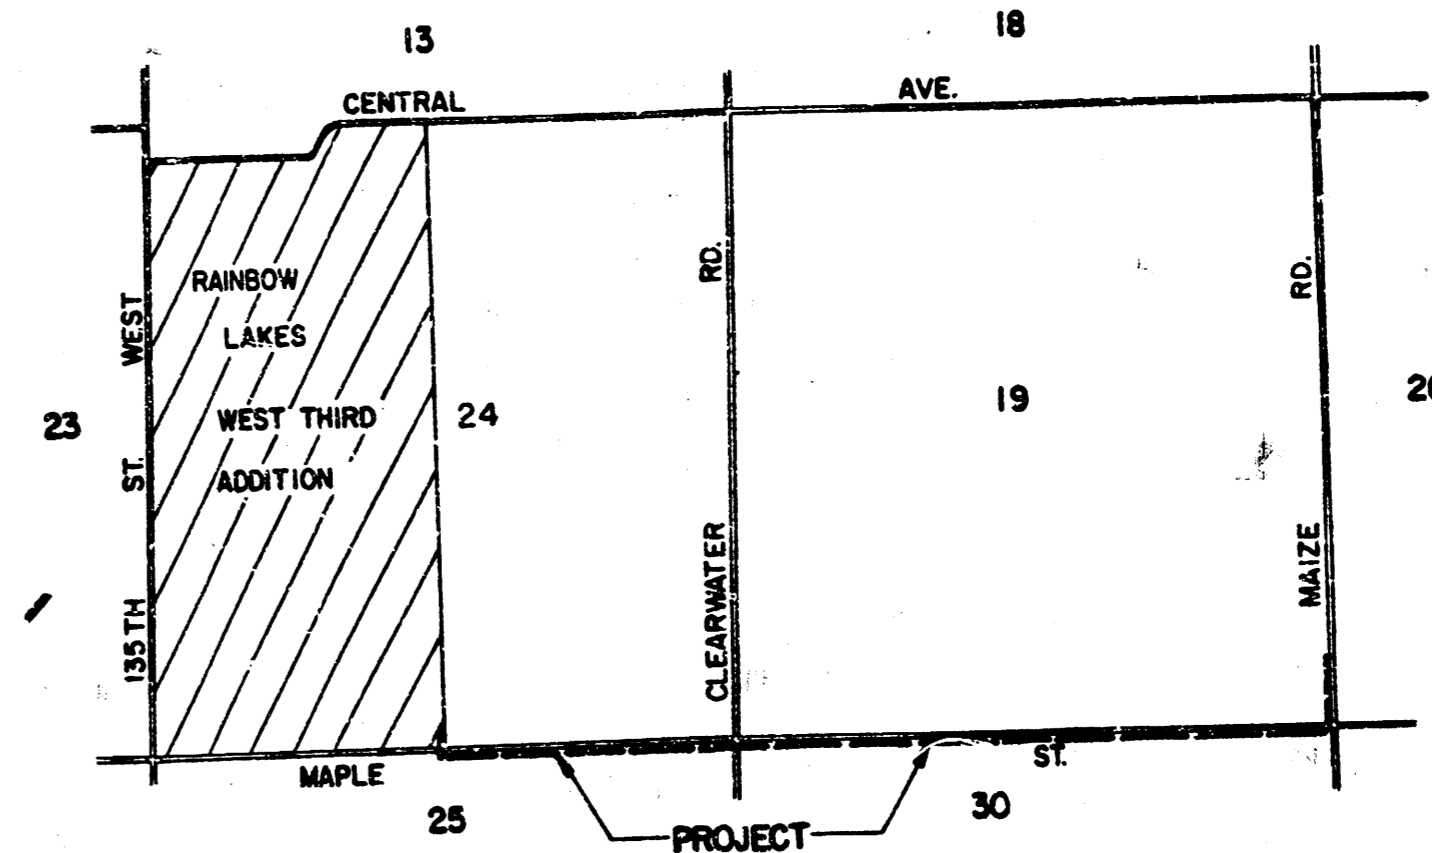 13
18
CENTRAL
AVE.
RAINBOW
LAKES
WEST THIRD
ADDITION
135TH ST. WEST
23
24
CLEARWATER RD.
19
MAIZE RD.
MAPLE
ST.
25
30
PROJECT